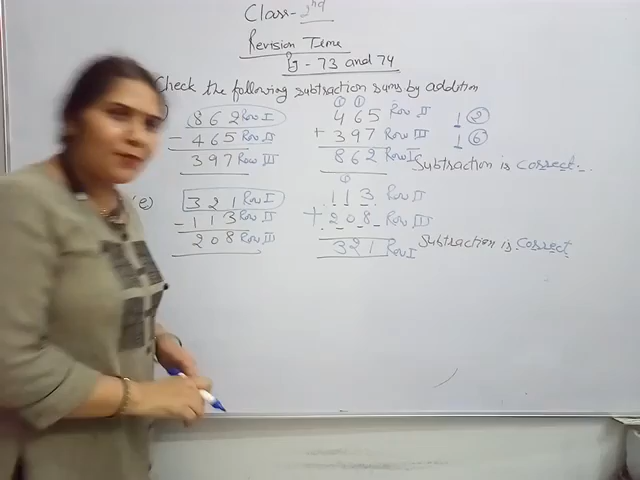 Class- 2nd
Revision Time
Pg - 73 and 74
Check the following subtraction sums by addition
862 Row I
- 465 Row II
397 Row III
1 1
465 Row II
+ 397 Row III
862 Row I
1 2
1 6
Subtraction is correct.
(e)
321 Row I
- 113 Row II
208 Row III
1
113 Row II
+ 208 Row III
321 Row I
Subtraction is correct